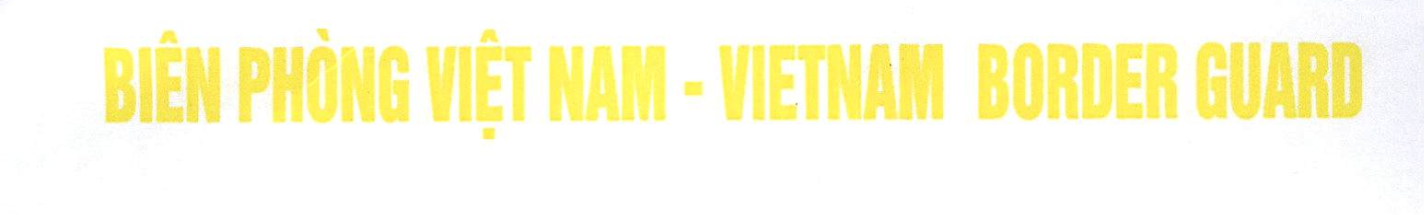 BIÊN PHÒNG VIỆT NAM - VIETNAM BORDER GUARD